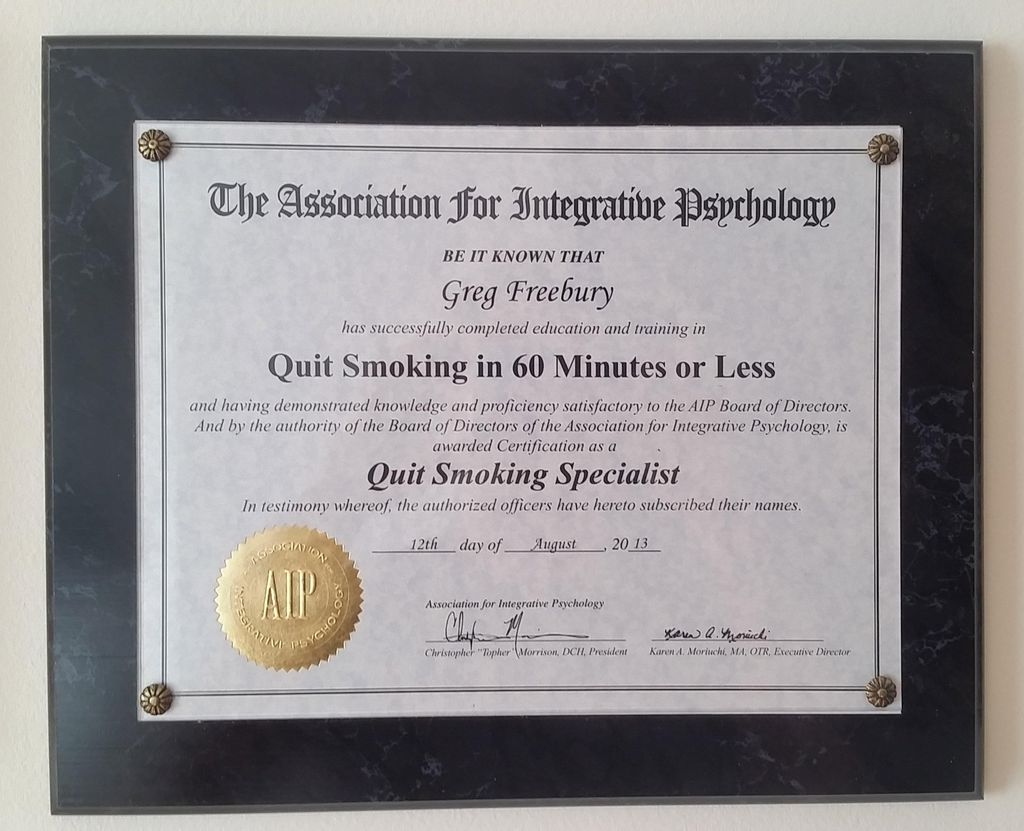 The Association For Integrative Psychology
BE IT KNOWN THAT
Greg Freebury
has successfully completed education and training in
Quit Smoking in 60 Minutes or Less
and having demonstrated knowledge and proficiency satisfactory to the AIP Board of Directors.
And by the authority of the Board of Directors of the Association for Integrative Psychology, is
awarded Certification as a
Quit Smoking Specialist
In testimony whereof, the authorized officers have hereto subscribed their names.
12th day of August, 20 13
ASSOCIATION
AIP
INTEGRATIVE PSYCHOLOGY
Association for Integrative Psychology
Karen A. Moriuchi
Christopher "Topher" Morrison, DCH, President
Karen A. Moriuchi, MA, OTR, Executive Director